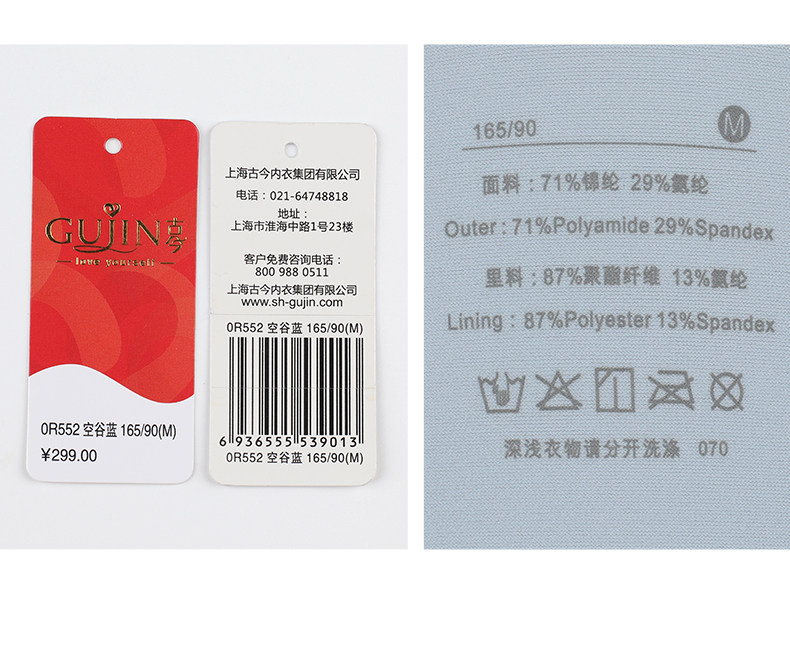 GUJIN古今
love yourself
0R552 空谷蓝 165/90(M)
¥299.00
上海古今内衣集团有限公司
电话：021-64748818
地址：
上海市淮海中路1号23楼
客户免费咨询电话：
800 988 0511
上海古今内衣集团有限公司
www.sh-gujin.com
0R552 空谷蓝 165/90(M)
6 936555 539013
0R552 空谷蓝 165/90(M)
165/90 M
面料：71%锦纶 29%氨纶
Outer : 71%Polyamide 29%Spandex
里料：87%聚酯纤维 13%氨纶
Lining : 87%Polyester 13%Spandex
深浅衣物请分开洗涤 070